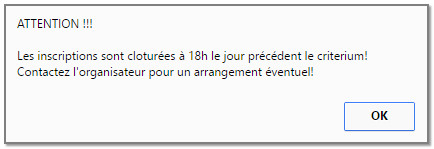 ATTENTION !!!
Les inscriptions sont cloturées à 18h le jour précédent le criterium!
Contactez l'organisateur pour un arrangement éventuel!
OK